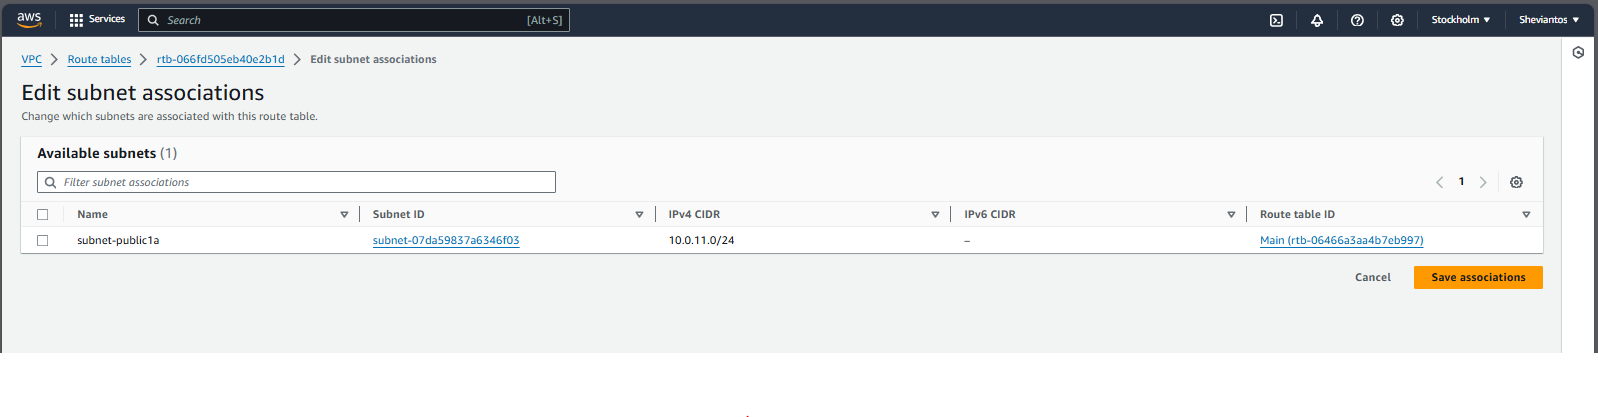 aws Services Search [Alt+S] Stockholm Sheviantos
VPC Route tables rtb-066fd505eb40e2b1d Edit subnet associations
Edit subnet associations
Change which subnets are associated with this route table.
Available subnets (1)
Filter subnet associations 1
Name Subnet ID IPv4 CIDR IPv6 CIDR Route table ID
subnet-public1a subnet-07da59837a6346f03 10.0.11.0/24 – Main (rtb-06466a3aa4b7eb997)
Cancel Save associations